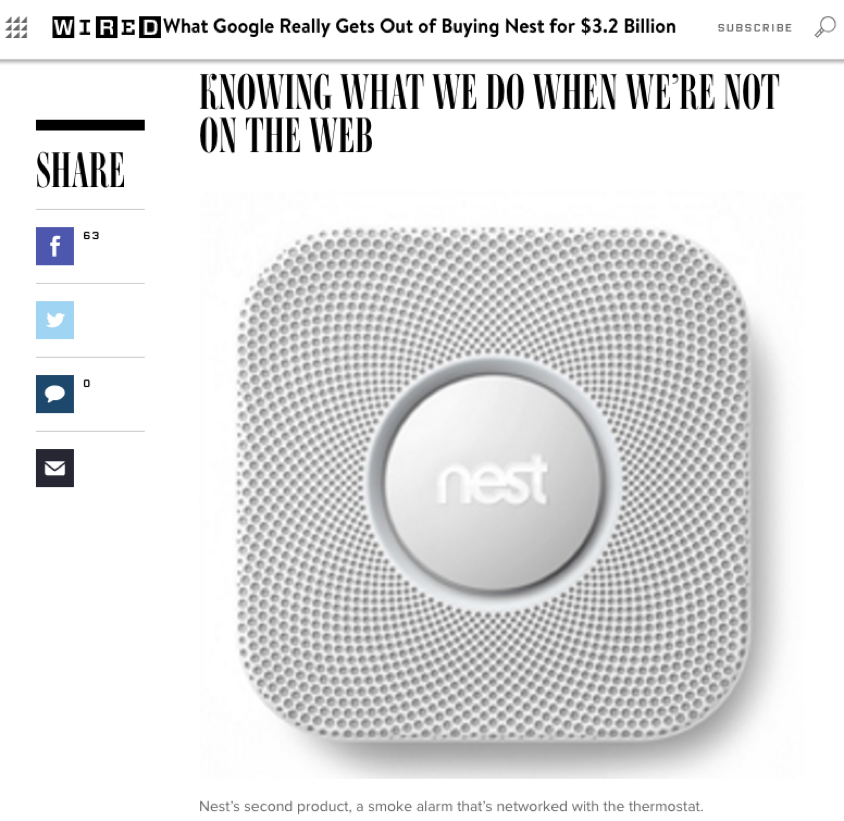 WIRED What Google Really Gets Out of Buying Nest for $3.2 Billion SUBSCRIBE
KNOWING WHAT WE DO WHEN WE’RE NOT
ON THE WEB
SHARE
63
0
nest
Nest’s second product, a smoke alarm that’s networked with the thermostat.